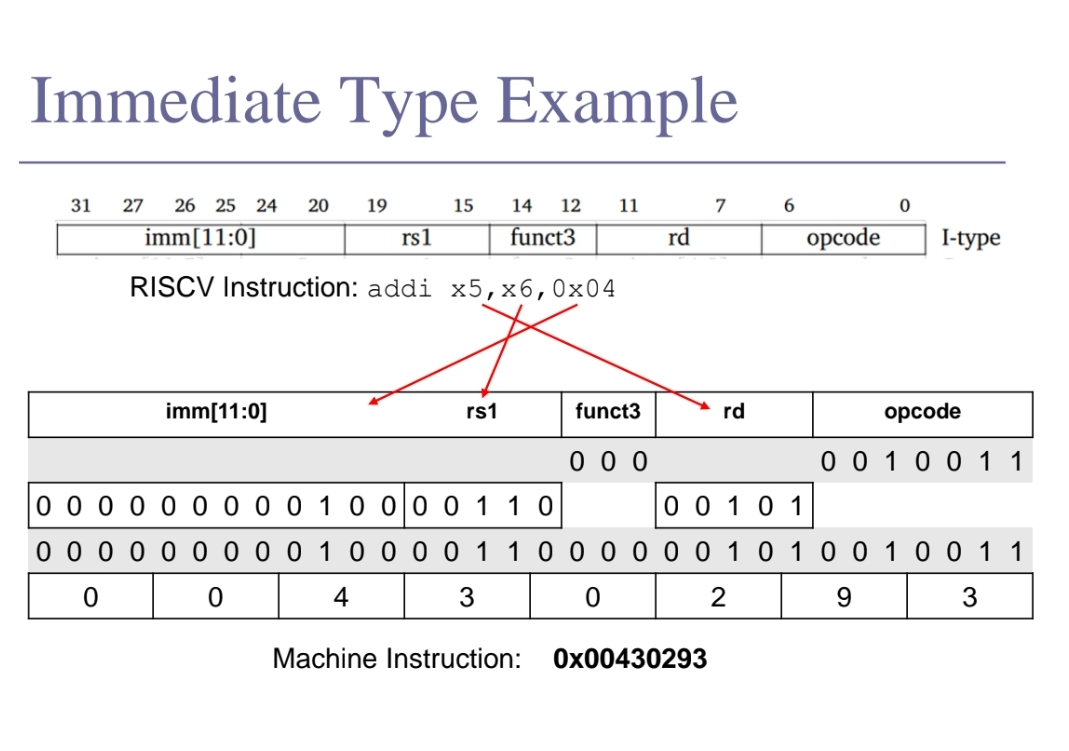 Immediate Type Example
31 27 26 25 24 20 19 15 14 12 11 7 6 0
imm[11:0] rs1 funct3 rd opcode I-type
RISCV Instruction: addi x5,x6,0x04
imm[11:0] rs1 funct3 rd opcode
0 0 0 0 0 1 0 0 1 1
0 0 0 0 0 0 0 0 0 1 0 0 0 0 1 1 0 0 0 1 0 1
0 0 0 0 0 0 0 0 0 1 0 0 0 0 1 1 0 0 0 0 0 0 1 0 1 0 0 1 0 0 1 1
0 0 4 3 0 2 9 3
Machine Instruction: 0x00430293